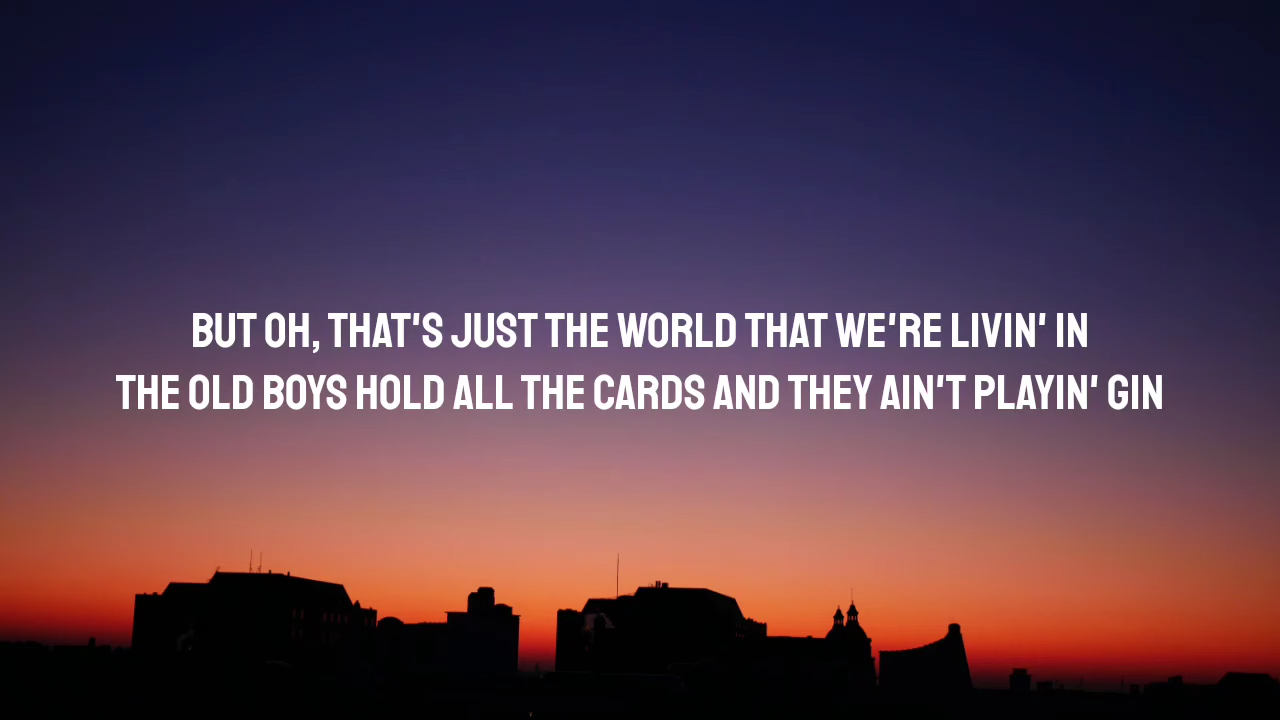 BUT OH, THAT'S JUST THE WORLD THAT WE'RE LIVIN' IN
THE OLD BOYS HOLD ALL THE CARDS AND THEY AIN'T PLAYIN' GIN